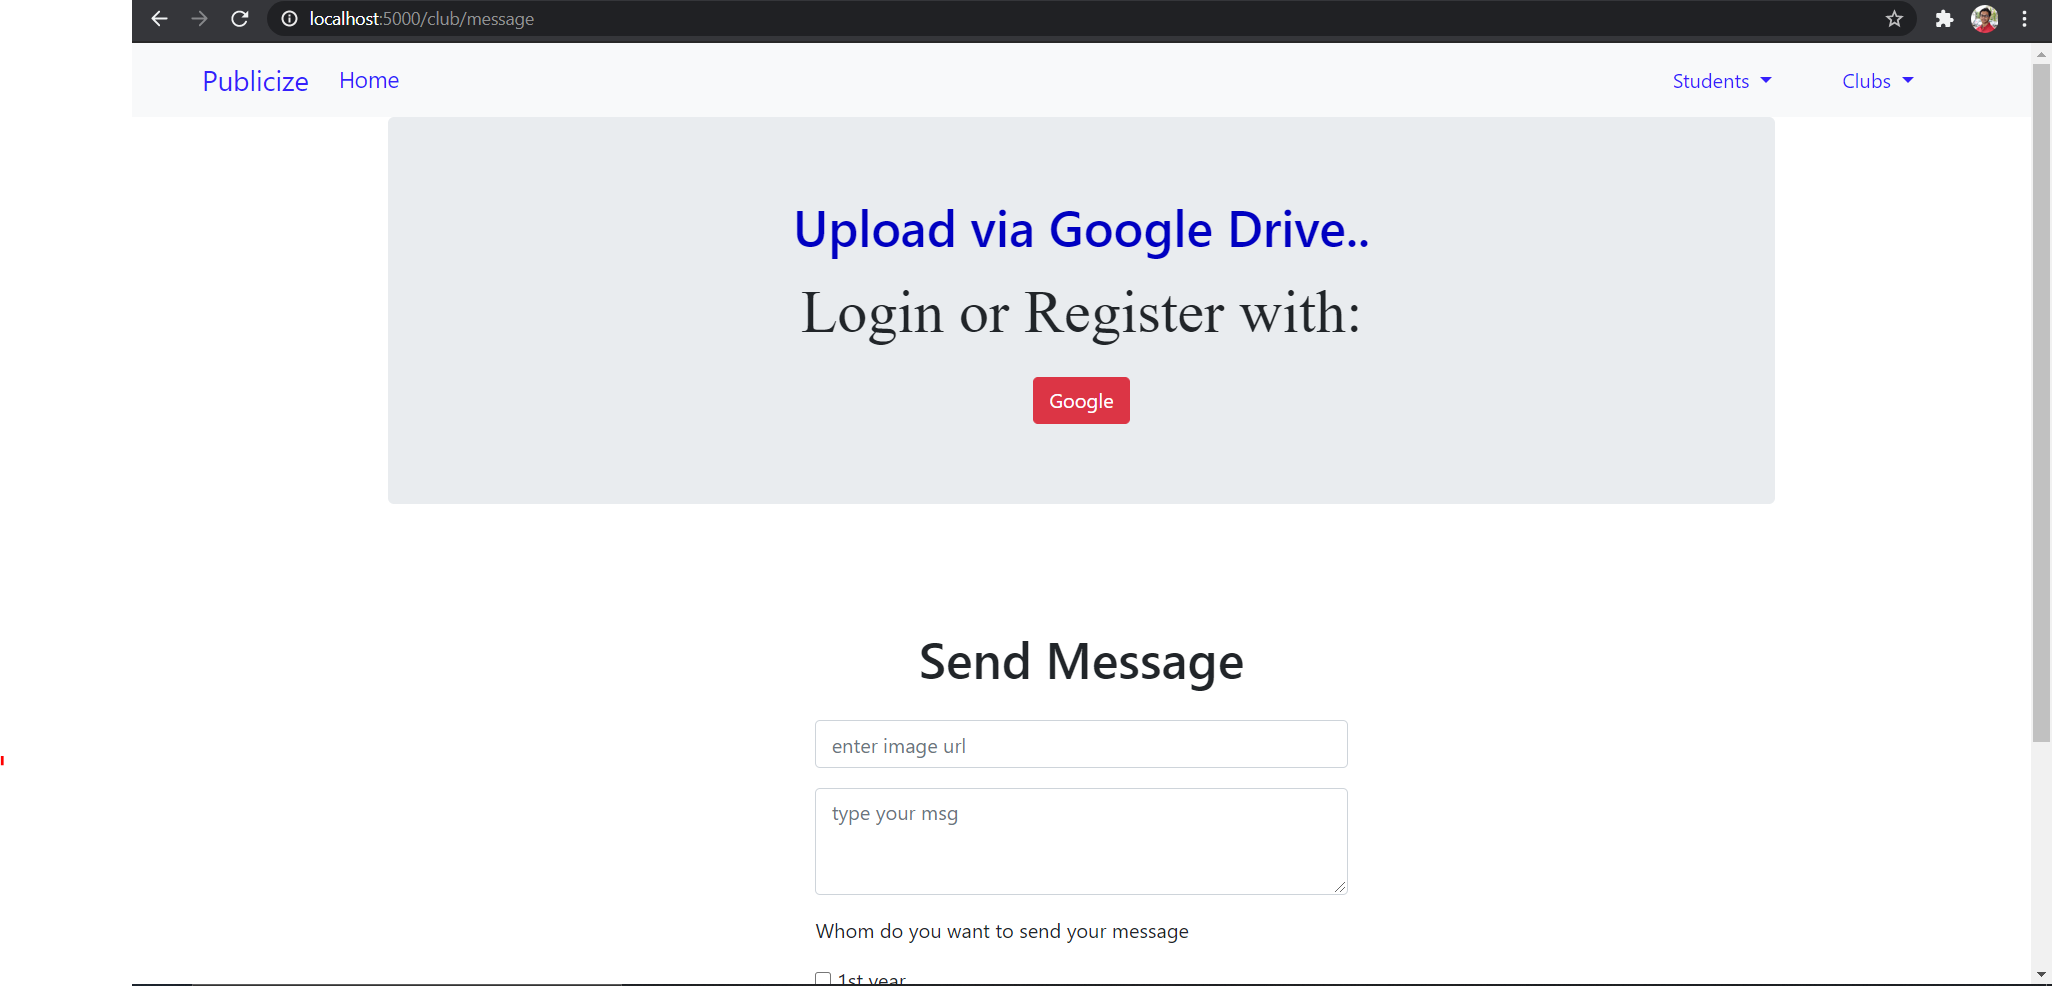 localhost:5000/club/message
Publicize Home Students Clubs
Upload via Google Drive..
Login or Register with:
Google
Send Message
enter image url
type your msg
Whom do you want to send your message
1st year